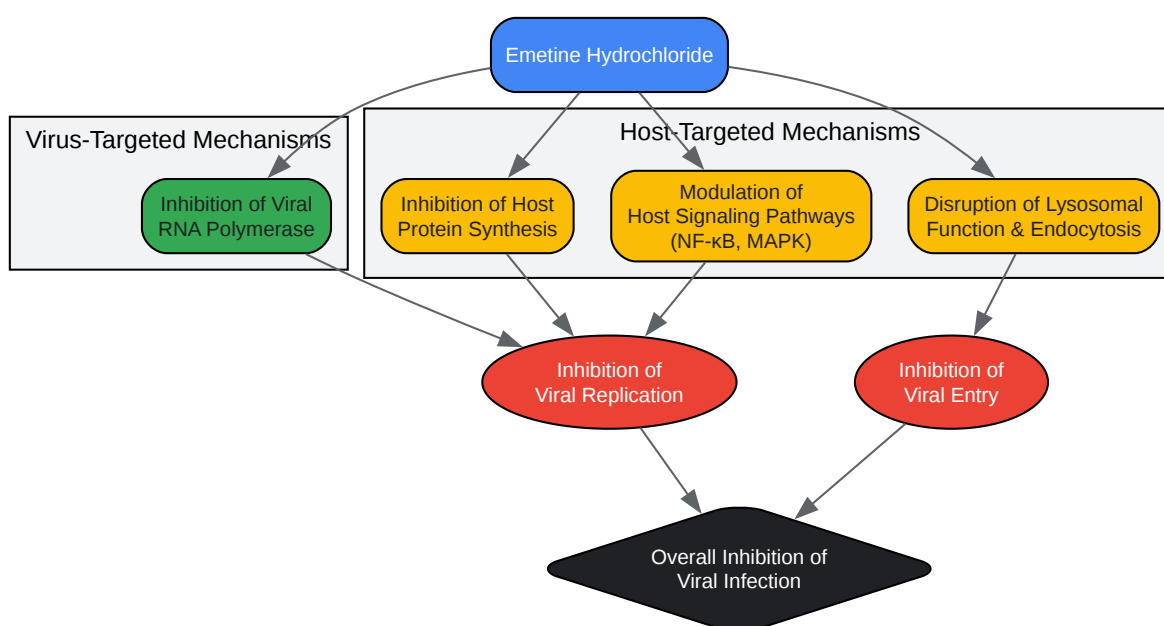 Emetine Hydrochloride
Virus-Targeted Mechanisms
Host-Targeted Mechanisms
Inhibition of Viral
RNA Polymerase
Inhibition of Host
Protein Synthesis
Modulation of
Host Signaling Pathways
(NF-κB, MAPK)
Disruption of Lysosomal
Function & Endocytosis
Inhibition of
Viral Replication
Inhibition of
Viral Entry
Overall Inhibition of
Viral Infection